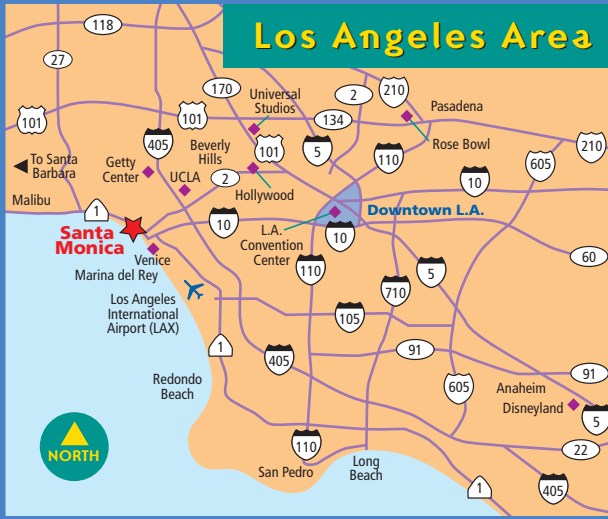 Los Angeles Area
118
27
170
Universal
Studios
2
210
Pasadena
101
101
134
Rose Bowl
405
Beverly
Hills
101
5
110
605
210
To Santa
Barbara
Getty
Center
UCLA
2
Hollywood
10
Malibu
1
10
Downtown L.A.
Santa
Monica
L.A.
Convention
Center
10
Venice
Marina del Rey
110
5
60
Los Angeles
International
Airport (LAX)
710
105
1
405
91
91
Redondo
Beach
605
Anaheim
Disneyland
5
NORTH
110
22
San Pedro
Long
Beach
1
405